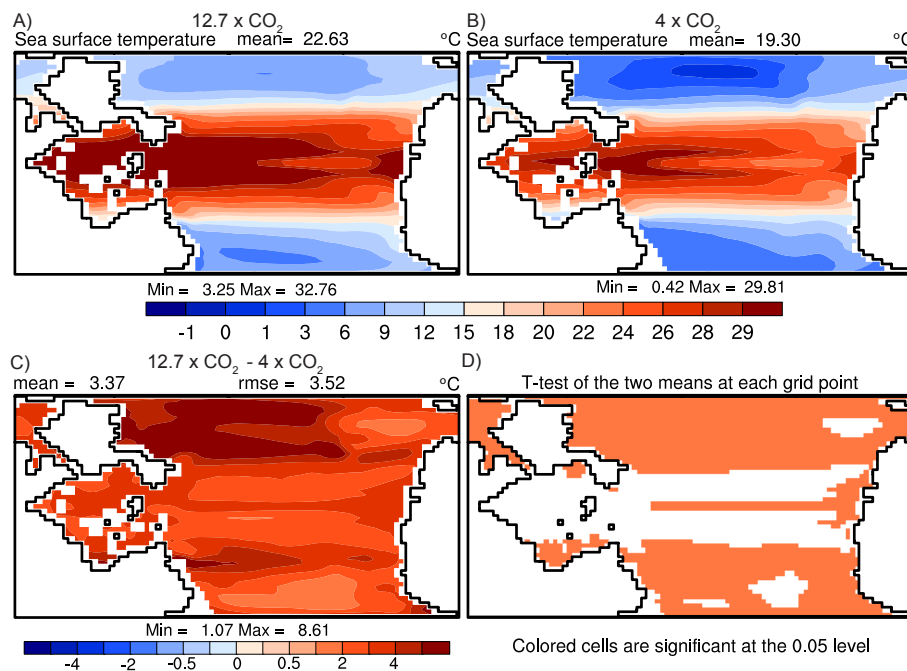 A) 12.7 x CO₂
Sea surface temperature mean= 22.63 °C
B) 4 x CO₂
Sea surface temperature mean= 19.30 °C
Min = 3.25 Max = 32.76
Min = 0.42 Max = 29.81
-1 0 1 3 6 9 12 15 18 20 22 24 26 28 29
C) 12.7 x CO₂ - 4 x CO₂
mean = 3.37 rmse = 3.52 °C
D)
T-test of the two means at each grid point
Min = 1.07 Max = 8.61
-4 -2 -0.5 0 0.5 2 4
Colored cells are significant at the 0.05 level